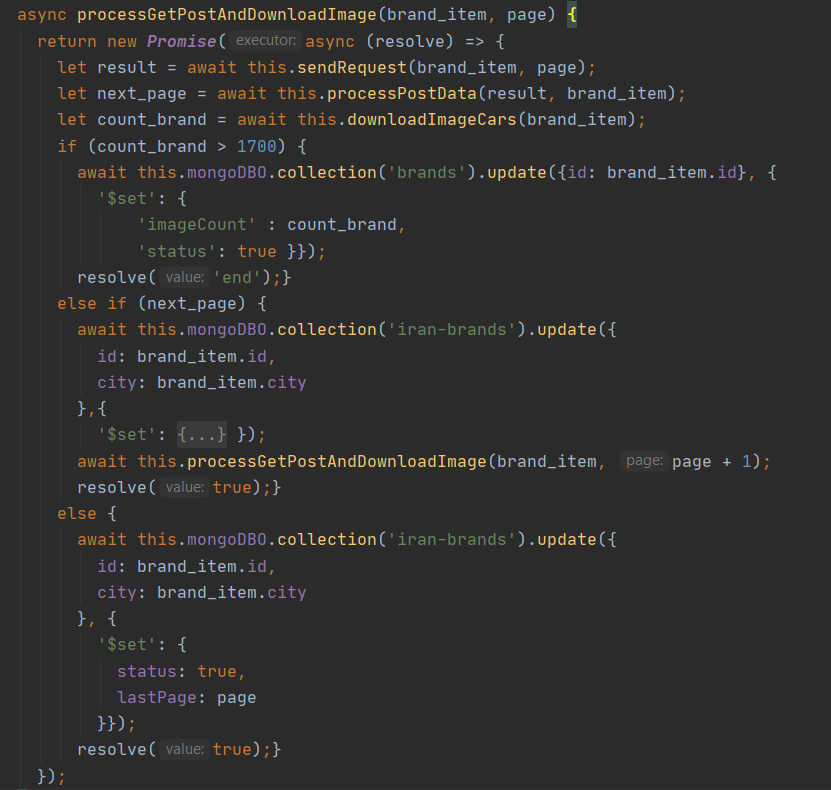 async processGetPostAndDownloadImage(brand_item, page) {
return new Promise( executor: async (resolve) => {
let result = await this.sendRequest(brand_item, page);
let next_page = await this.processPostData(result, brand_item);
let count_brand = await this.downloadImageCars(brand_item);
if (count_brand > 1700) {
await this.mongoDBO.collection('brands').update({id: brand_item.id}, {
'$set': {
'imageCount' : count_brand,
'status': true }});
resolve( value: 'end');}
else if (next_page) {
await this.mongoDBO.collection('iran-brands').update({
id: brand_item.id,
city: brand_item.city
},{
'$set': {...} });
await this.processGetPostAndDownloadImage(brand_item, page: page + 1);
resolve( value: true);}
else {
await this.mongoDBO.collection('iran-brands').update({
id: brand_item.id,
city: brand_item.city
}, {
'$set': {
status: true,
lastPage: page
}});
resolve( value: true);}
});